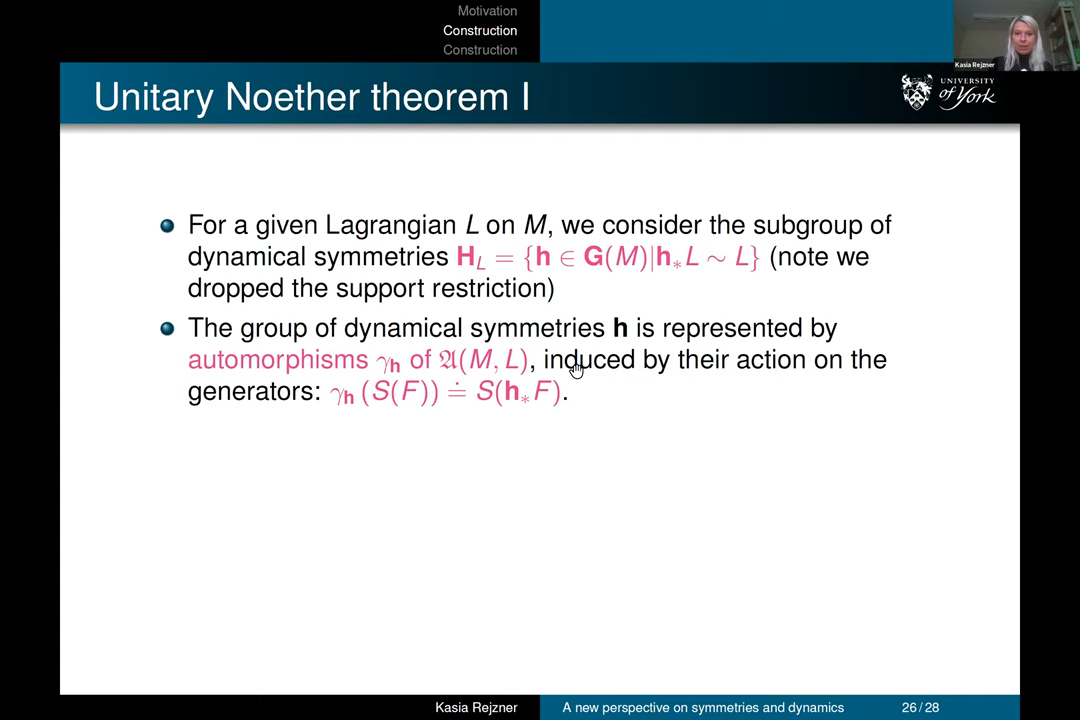 Motivation
Construction
Construction
Kasia Rejzner
Unitary Noether theorem I
UNIVERSITY
of York
For a given Lagrangian L on M, we consider the subgroup of
dynamical symmetries H_L = {h ∈ G(M)|h_*L ∼ L} (note we
dropped the support restriction)
The group of dynamical symmetries h is represented by
automorphisms γ_h of 𝔄(M, L), induced by their action on the
generators: γ_h (S(F)) ≐ S(h_*F).
Kasia Rejzner
A new perspective on symmetries and dynamics
26 / 28